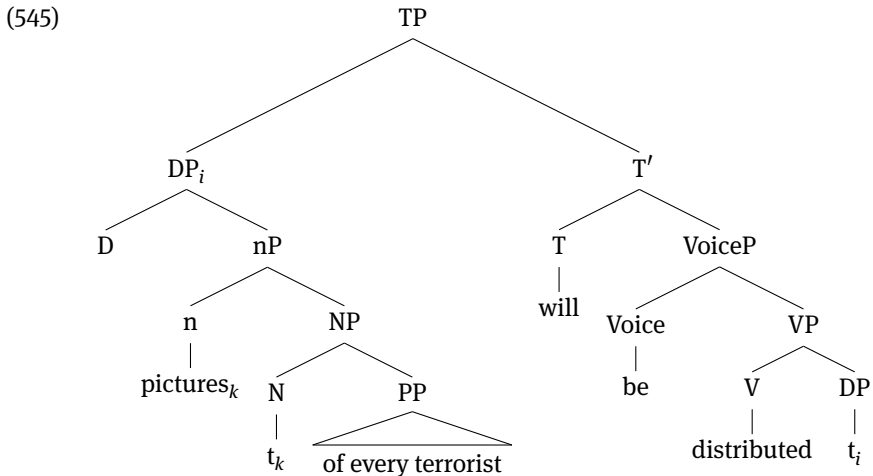 (545) TP
DP_i T′
D nP T VoiceP
n NP will Voice VP
pictures_k N PP be V DP
t_k of every terrorist distributed t_i